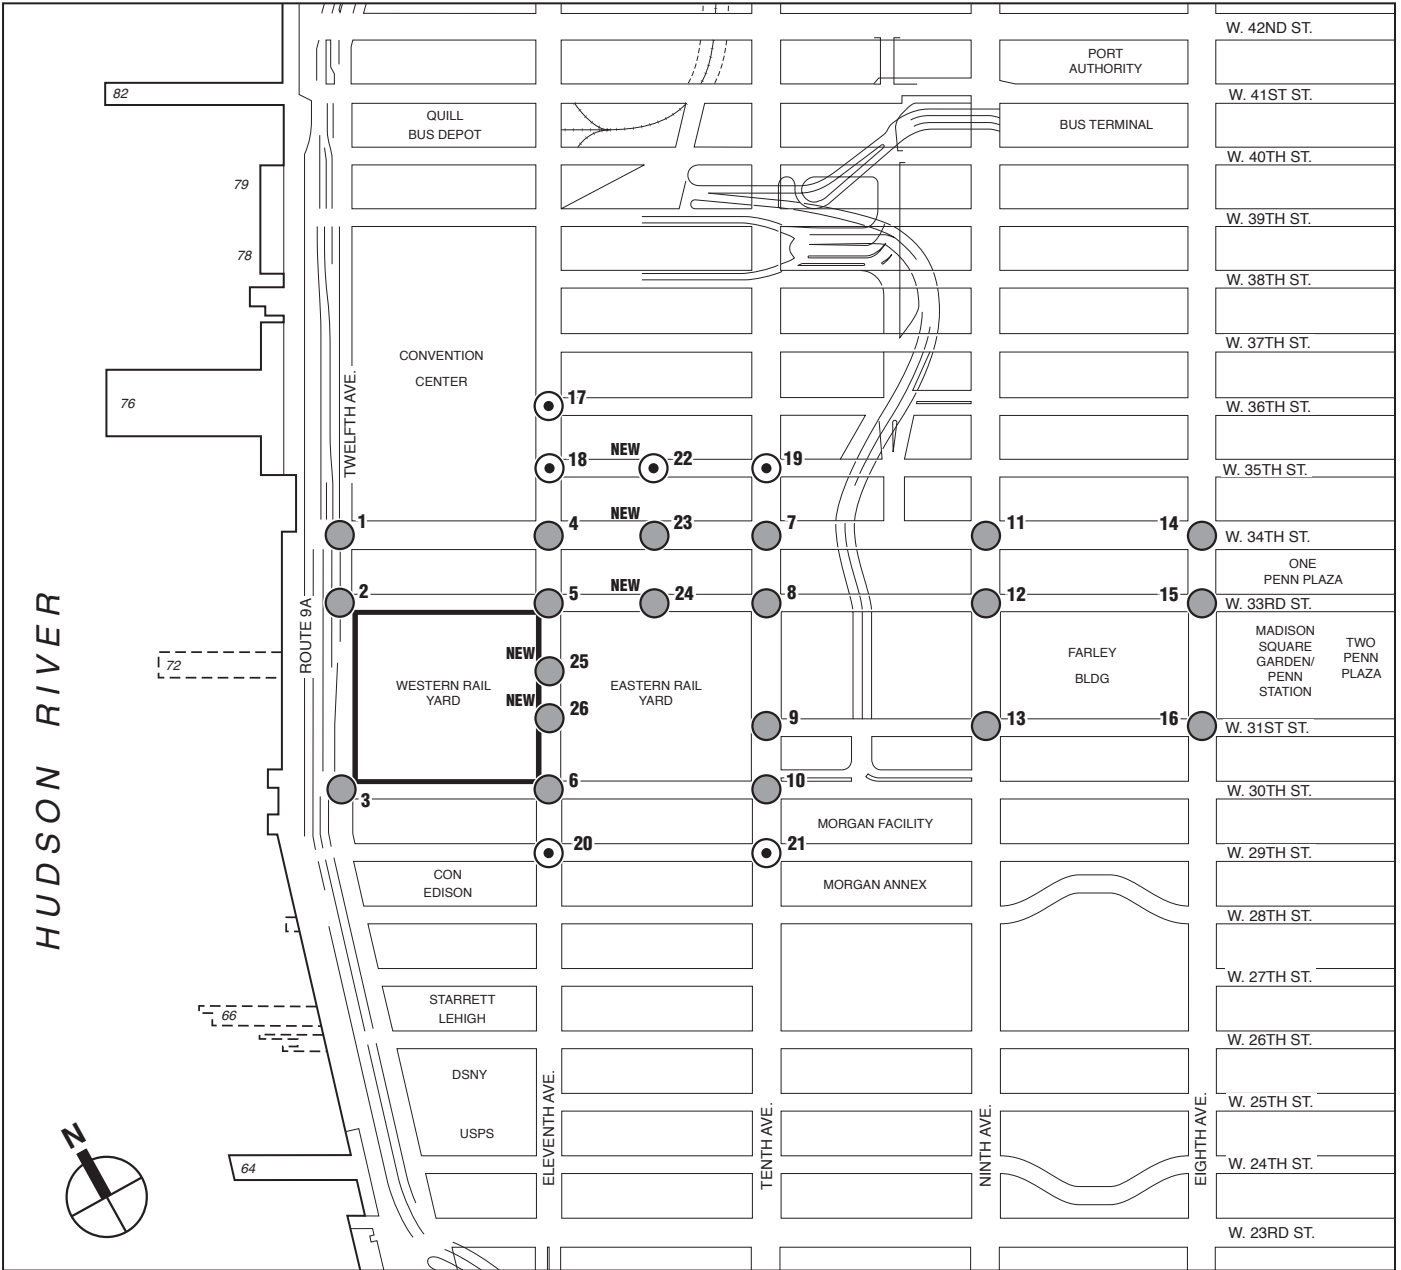 W. 42ND ST.
PORT
AUTHORITY
82
W. 41ST ST.
QUILL
BUS DEPOT
BUS TERMINAL
W. 40TH ST.
79
W. 39TH ST.
78
W. 38TH ST.
W. 37TH ST.
CONVENTION
CENTER
TWELFTH AVE.
76
17
W. 36TH ST.
18
NEW
22
19
W. 35TH ST.
1
4
NEW
23
7
11
14
W. 34TH ST.
ONE
PENN PLAZA
2
5
NEW
24
8
12
15
W. 33RD ST.
ROUTE 9A
HUDSON RIVER
72
NEW
25
WESTERN RAIL
YARD
EASTERN RAIL
YARD
FARLEY
BLDG
MADISON
SQUARE
GARDEN/
PENN
STATION
TWO
PENN
PLAZA
NEW
26
9
13
16
W. 31ST ST.
3
6
10
W. 30TH ST.
MORGAN FACILITY
20
21
W. 29TH ST.
CON
EDISON
MORGAN ANNEX
W. 28TH ST.
W. 27TH ST.
STARRETT
LEHIGH
66
W. 26TH ST.
DSNY
W. 25TH ST.
USPS
ELEVENTH AVE.
TENTH AVE.
NINTH AVE.
EIGHTH AVE.
N
64
W. 24TH ST.
W. 23RD ST.